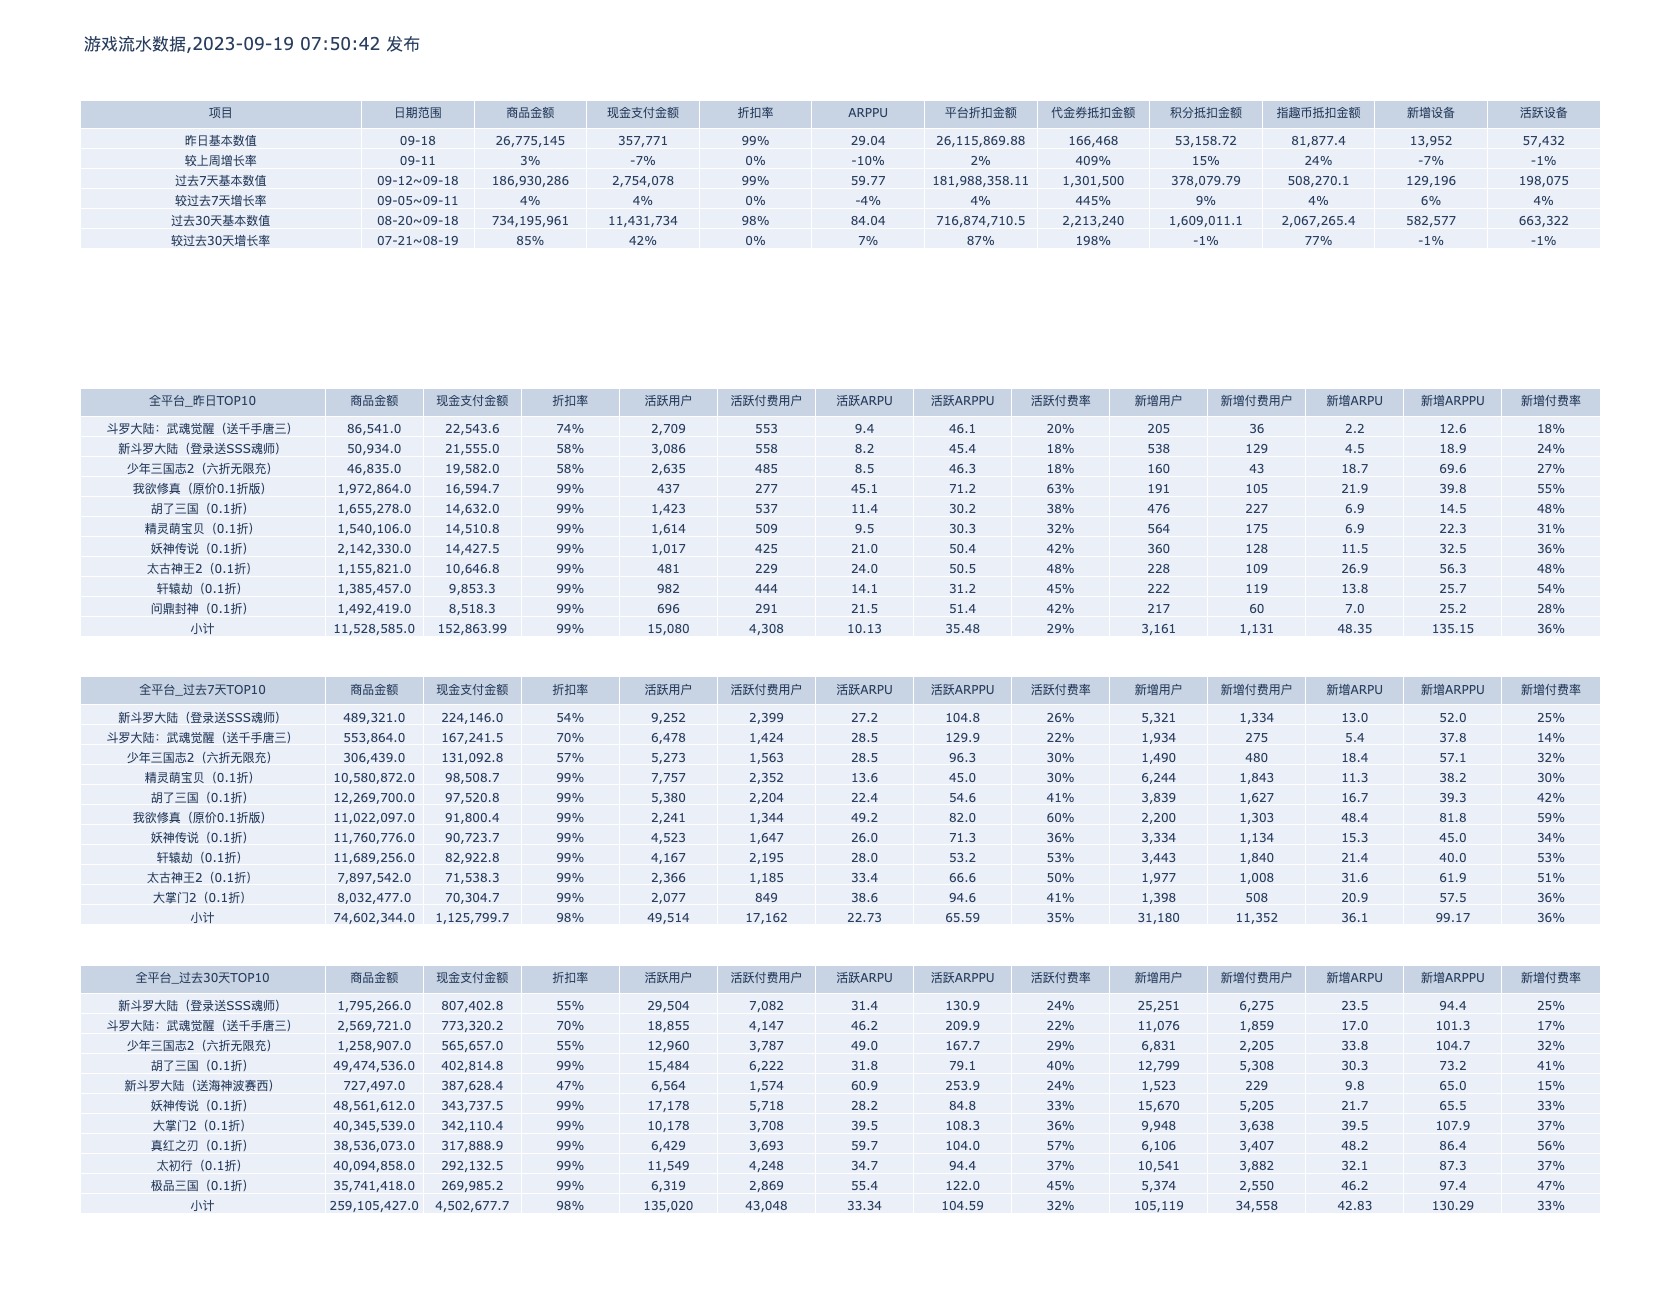 游戏流水数据,2023-09-19 07:50:42 发布
项目 日期范围 商品金额 现金支付金额 折扣率 ARPPU 平台折扣金额 代金券抵扣金额 积分抵扣金额 指趣币抵扣金额 新增设备 活跃设备
昨日基本数值 09-18 26,775,145 357,771 99% 29.04 26,115,869.88 166,468 53,158.72 81,877.4 13,952 57,432
较上周增长率 09-11 3% -7% 0% -10% 2% 409% 15% 24% -7% -1%
过去7天基本数值 09-12~09-18 186,930,286 2,754,078 99% 59.77 181,988,358.11 1,301,500 378,079.79 508,270.1 129,196 198,075
较过去7天增长率 09-05~09-11 4% 4% 0% -4% 4% 445% 9% 4% 6% 4%
过去30天基本数值 08-20~09-18 734,195,961 11,431,734 98% 84.04 716,874,710.5 2,213,240 1,609,011.1 2,067,265.4 582,577 663,322
较过去30天增长率 07-21~08-19 85% 42% 0% 7% 87% 198% -1% 77% -1% -1%
全平台_昨日TOP10 商品金额 现金支付金额 折扣率 活跃用户 活跃付费用户 活跃ARPU 活跃ARPPU 活跃付费率 新增用户 新增付费用户 新增ARPU 新增ARPPU 新增付费率
斗罗大陆：武魂觉醒（送千手唐三） 86,541.0 22,543.6 74% 2,709 553 9.4 46.1 20% 205 36 2.2 12.6 18%
新斗罗大陆（登录送SSS魂师） 50,934.0 21,555.0 58% 3,086 558 8.2 45.4 18% 538 129 4.5 18.9 24%
少年三国志2（六折无限充） 46,835.0 19,582.0 58% 2,635 485 8.5 46.3 18% 160 43 18.7 69.6 27%
我欲修真（原价0.1折版） 1,972,864.0 16,594.7 99% 437 277 45.1 71.2 63% 191 105 21.9 39.8 55%
胡了三国（0.1折） 1,655,278.0 14,632.0 99% 1,423 537 11.4 30.2 38% 476 227 6.9 14.5 48%
精灵萌宝贝（0.1折） 1,540,106.0 14,510.8 99% 1,614 509 9.5 30.3 32% 564 175 6.9 22.3 31%
妖神传说（0.1折） 2,142,330.0 14,427.5 99% 1,017 425 21.0 50.4 42% 360 128 11.5 32.5 36%
太古神王2（0.1折） 1,155,821.0 10,646.8 99% 481 229 24.0 50.5 48% 228 109 26.9 56.3 48%
轩辕劫（0.1折） 1,385,457.0 9,853.3 99% 982 444 14.1 31.2 45% 222 119 13.8 25.7 54%
问鼎封神（0.1折） 1,492,419.0 8,518.3 99% 696 291 21.5 51.4 42% 217 60 7.0 25.2 28%
小计 11,528,585.0 152,863.99 99% 15,080 4,308 10.13 35.48 29% 3,161 1,131 48.35 135.15 36%
全平台_过去7天TOP10 商品金额 现金支付金额 折扣率 活跃用户 活跃付费用户 活跃ARPU 活跃ARPPU 活跃付费率 新增用户 新增付费用户 新增ARPU 新增ARPPU 新增付费率
新斗罗大陆（登录送SSS魂师） 489,321.0 224,146.0 54% 9,252 2,399 27.2 104.8 26% 5,321 1,334 13.0 52.0 25%
斗罗大陆：武魂觉醒（送千手唐三） 553,864.0 167,241.5 70% 6,478 1,424 28.5 129.9 22% 1,934 275 5.4 37.8 14%
少年三国志2（六折无限充） 306,439.0 131,092.8 57% 5,273 1,563 28.5 96.3 30% 1,490 480 18.4 57.1 32%
精灵萌宝贝（0.1折） 10,580,872.0 98,508.7 99% 7,757 2,352 13.6 45.0 30% 6,244 1,843 11.3 38.2 30%
胡了三国（0.1折） 12,269,700.0 97,520.8 99% 5,380 2,204 22.4 54.6 41% 3,839 1,627 16.7 39.3 42%
我欲修真（原价0.1折版） 11,022,097.0 91,800.4 99% 2,241 1,344 49.2 82.0 60% 2,200 1,303 48.4 81.8 59%
妖神传说（0.1折） 11,760,776.0 90,723.7 99% 4,523 1,647 26.0 71.3 36% 3,334 1,134 15.3 45.0 34%
轩辕劫（0.1折） 11,689,256.0 82,922.8 99% 4,167 2,195 28.0 53.2 53% 3,443 1,840 21.4 40.0 53%
太古神王2（0.1折） 7,897,542.0 71,538.3 99% 2,366 1,185 33.4 66.6 50% 1,977 1,008 31.6 61.9 51%
大掌门2（0.1折） 8,032,477.0 70,304.7 99% 2,077 849 38.6 94.6 41% 1,398 508 20.9 57.5 36%
小计 74,602,344.0 1,125,799.7 98% 49,514 17,162 22.73 65.59 35% 31,180 11,352 36.1 99.17 36%
全平台_过去30天TOP10 商品金额 现金支付金额 折扣率 活跃用户 活跃付费用户 活跃ARPU 活跃ARPPU 活跃付费率 新增用户 新增付费用户 新增ARPU 新增ARPPU 新增付费率
新斗罗大陆（登录送SSS魂师） 1,795,266.0 807,402.8 55% 29,504 7,082 31.4 130.9 24% 25,251 6,275 23.5 94.4 25%
斗罗大陆：武魂觉醒（送千手唐三） 2,569,721.0 773,320.2 70% 18,855 4,147 46.2 209.9 22% 11,076 1,859 17.0 101.3 17%
少年三国志2（六折无限充） 1,258,907.0 565,657.0 55% 12,960 3,787 49.0 167.7 29% 6,831 2,205 33.8 104.7 32%
胡了三国（0.1折） 49,474,536.0 402,814.8 99% 15,484 6,222 31.8 79.1 40% 12,799 5,308 30.3 73.2 41%
新斗罗大陆（送海神波赛西） 727,497.0 387,628.4 47% 6,564 1,574 60.9 253.9 24% 1,523 229 9.8 65.0 15%
妖神传说（0.1折） 48,561,612.0 343,737.5 99% 17,178 5,718 28.2 84.8 33% 15,670 5,205 21.7 65.5 33%
大掌门2（0.1折） 40,345,539.0 342,110.4 99% 10,178 3,708 39.5 108.3 36% 9,948 3,638 39.5 107.9 37%
真红之刃（0.1折） 38,536,073.0 317,888.9 99% 6,429 3,693 59.7 104.0 57% 6,106 3,407 48.2 86.4 56%
太初行（0.1折） 40,094,858.0 292,132.5 99% 11,549 4,248 34.7 94.4 37% 10,541 3,882 32.1 87.3 37%
极品三国（0.1折） 35,741,418.0 269,985.2 99% 6,319 2,869 55.4 122.0 45% 5,374 2,550 46.2 97.4 47%
小计 259,105,427.0 4,502,677.7 98% 135,020 43,048 33.34 104.59 32% 105,119 34,558 42.83 130.29 33%